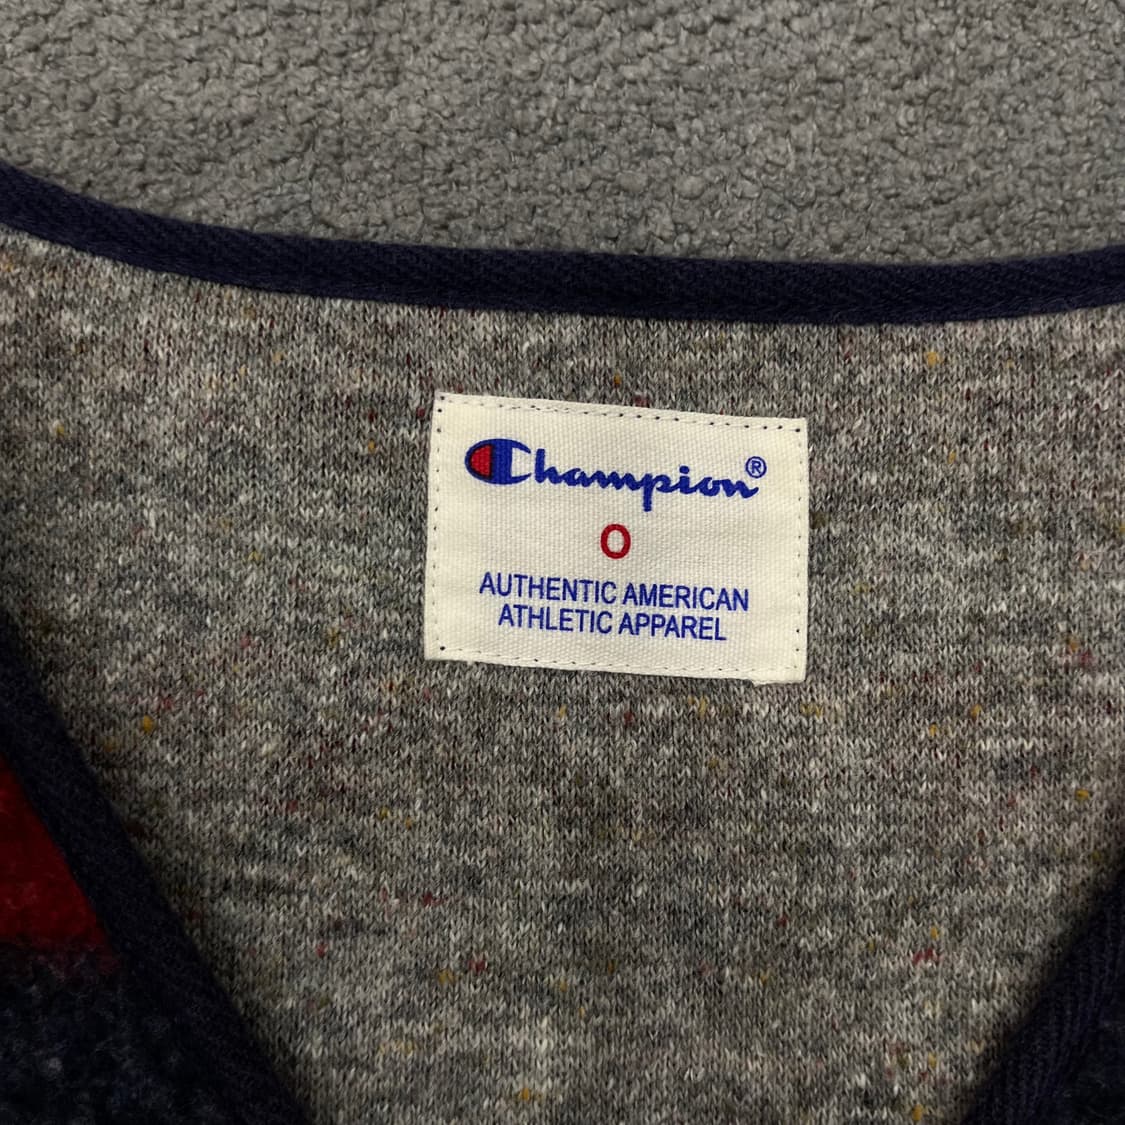 Champion®
O
AUTHENTIC AMERICAN
ATHLETIC APPAREL